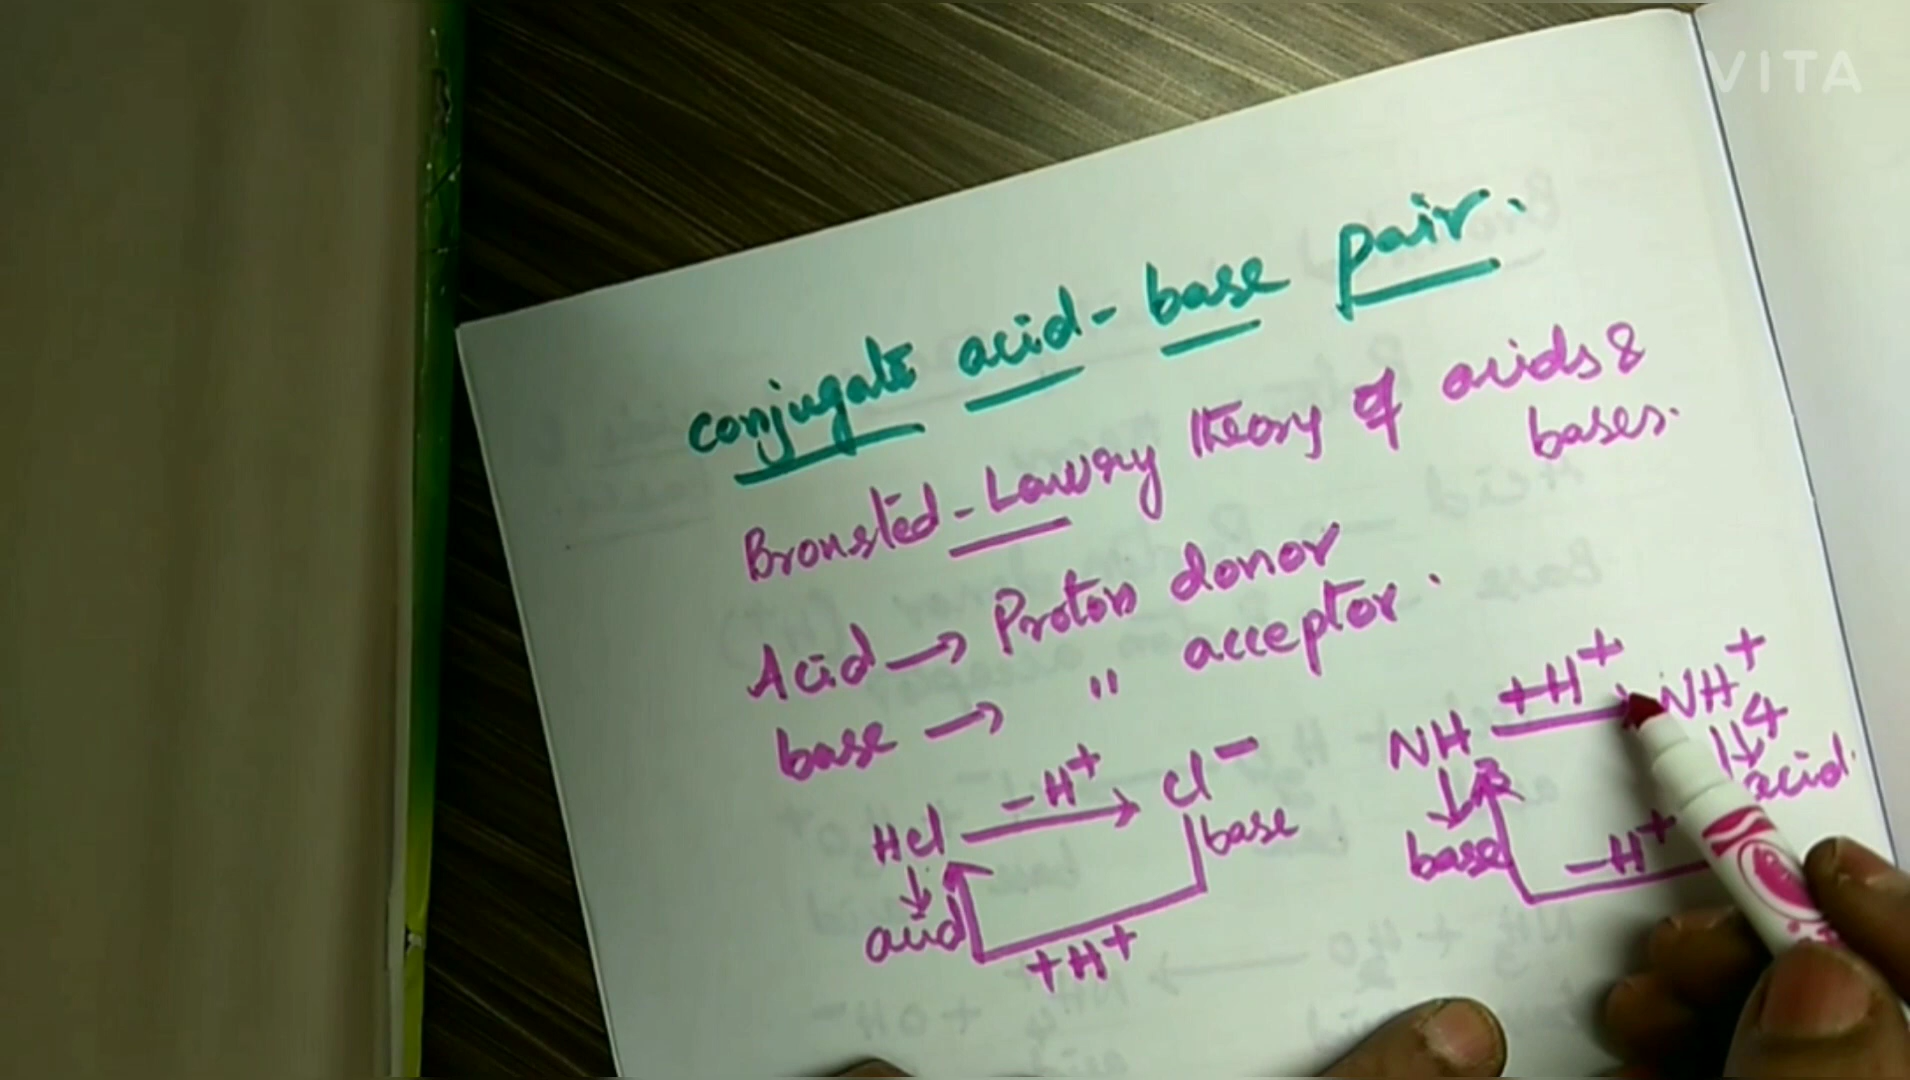 VITA
conjugate acid-base pair.
Bronsted-Lowry theory of acids &
bases.
Acid → Proton donor
base → " acceptor.
HCl −H+ → Cl−
acid
base
+H+
NH3 +H+ → NH4+
base
acid.
−H+